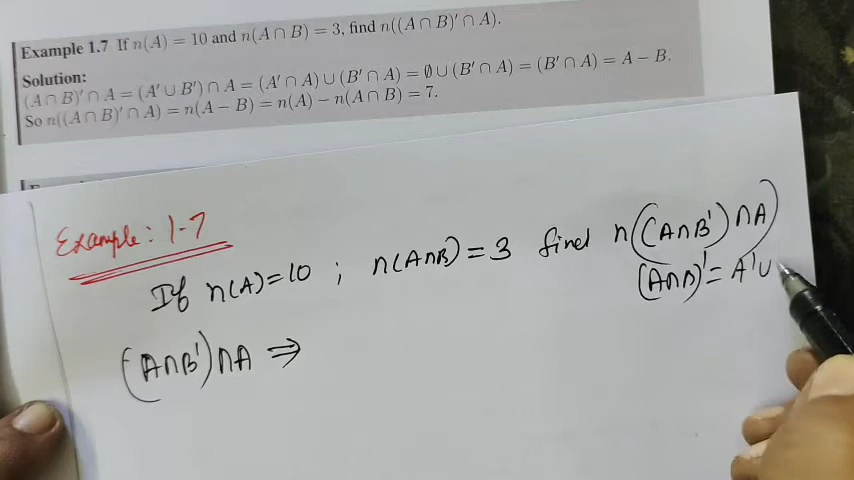 Example 1.7 If n(A) = 10 and n(A ∩ B) = 3, find n((A ∩ B)′ ∩ A).
Solution:
(A ∩ B)′ ∩ A = (A′ ∪ B′) ∩ A = (A′ ∩ A) ∪ (B′ ∩ A) = ∅ ∪ (B′ ∩ A) = (B′ ∩ A) = A − B.
So n((A ∩ B)′ ∩ A) = n(A − B) = n(A) − n(A ∩ B) = 7.
Example: 1-7
If n(A) = 10 ; n(A∩B) = 3 find n((A∩B′)∩A)
(A∩B)′ = A′∪
(A∩B′)∩A ⇒